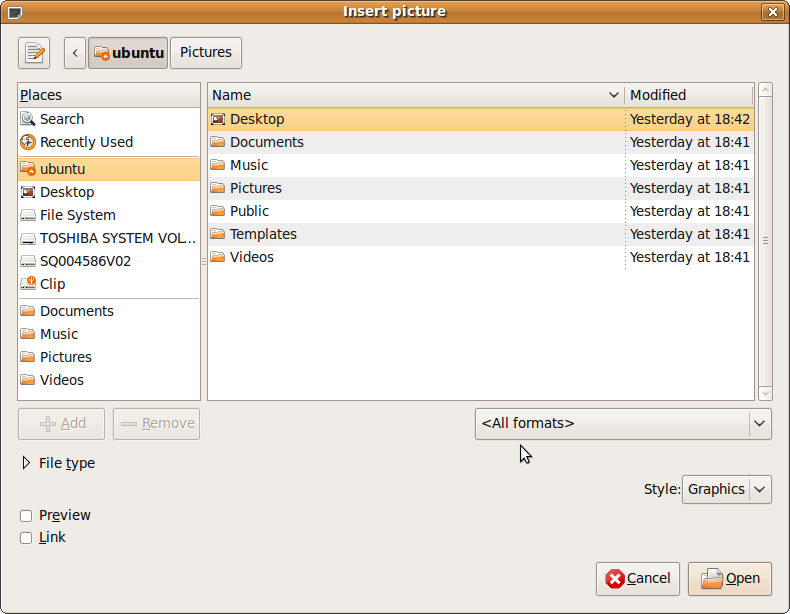 Insert picture
ubuntu Pictures
Places
Search
Recently Used
ubuntu
Desktop
File System
TOSHIBA SYSTEM VOL...
SQ004586V02
Clip
Documents
Music
Pictures
Videos
Name Modified
Desktop Yesterday at 18:42
Documents Yesterday at 18:41
Music Yesterday at 18:41
Pictures Yesterday at 18:41
Public Yesterday at 18:41
Templates Yesterday at 18:41
Videos Yesterday at 18:41
Add Remove <All formats>
File type
Style: Graphics
Preview
Link
Cancel Open